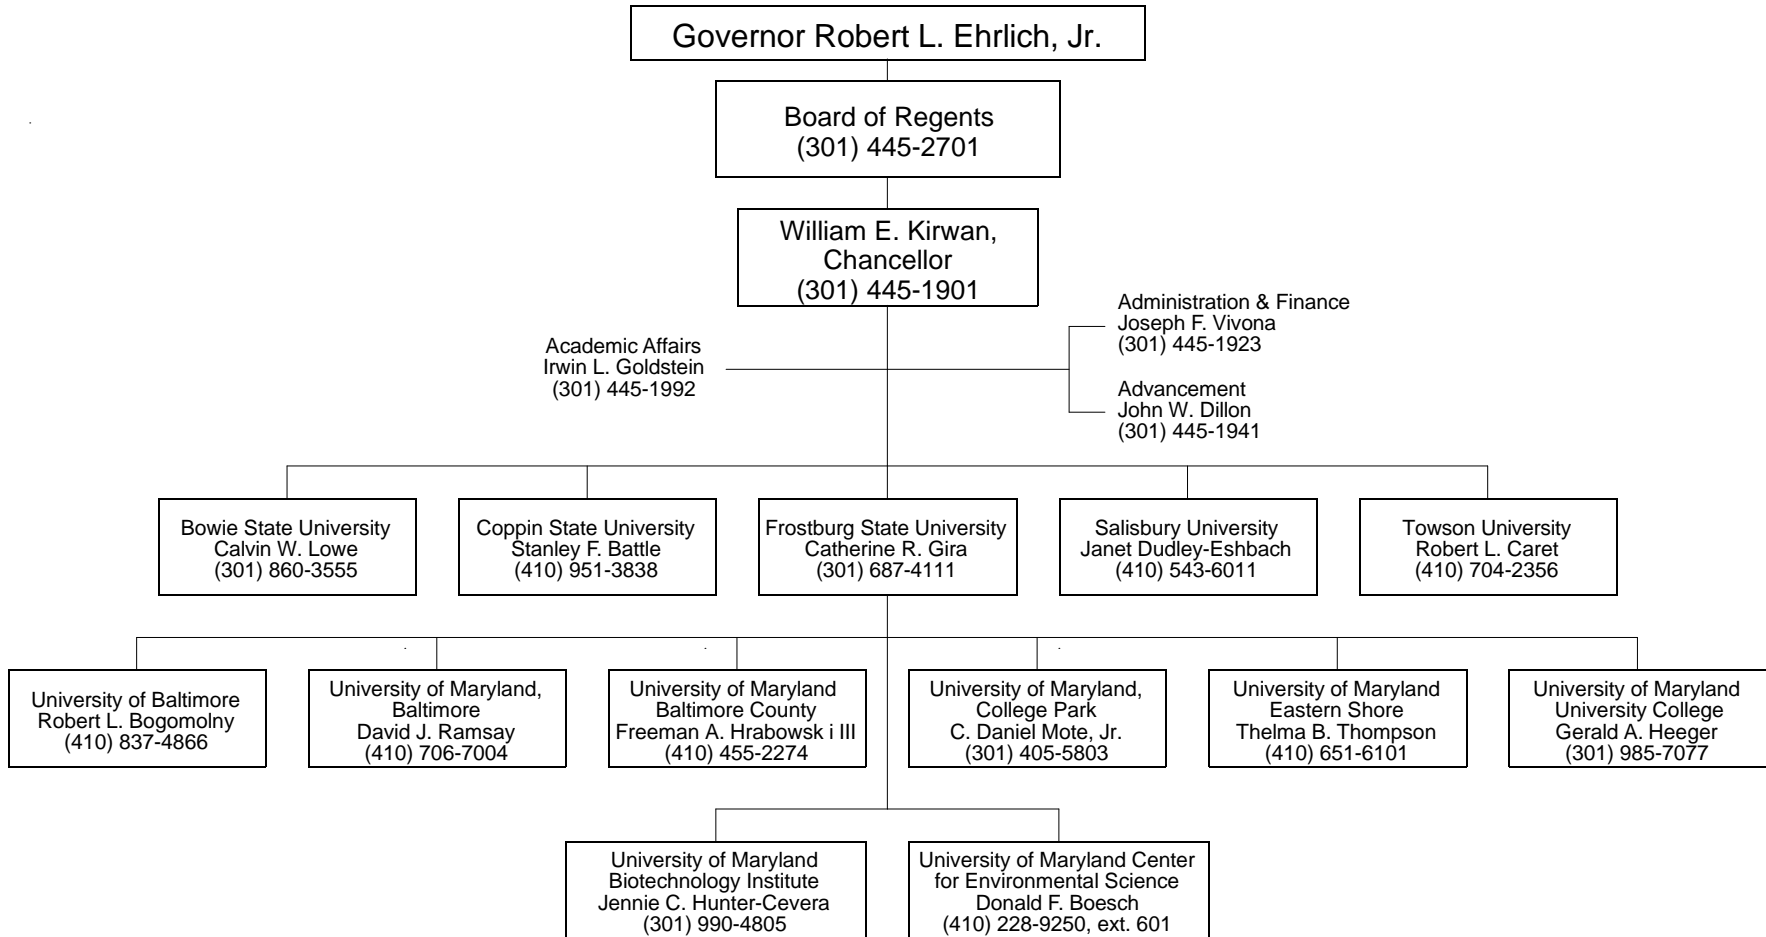 Governor Robert L. Ehrlich, Jr.
Board of Regents
(301) 445-2701
William E. Kirwan,
Chancellor
(301) 445-1901
Academic Affairs
Irwin L. Goldstein
(301) 445-1992
Administration & Finance
Joseph F. Vivona
(301) 445-1923
Advancement
John W. Dillon
(301) 445-1941
Bowie State University
Calvin W. Lowe
(301) 860-3555
Coppin State University
Stanley F. Battle
(410) 951-3838
Frostburg State University
Catherine R. Gira
(301) 687-4111
Salisbury University
Janet Dudley-Eshbach
(410) 543-6011
Towson University
Robert L. Caret
(410) 704-2356
University of Baltimore
Robert L. Bogomolny
(410) 837-4866
University of Maryland,
Baltimore
David J. Ramsay
(410) 706-7004
University of Maryland
Baltimore County
Freeman A. Hrabowsk i III
(410) 455-2274
University of Maryland,
College Park
C. Daniel Mote, Jr.
(301) 405-5803
University of Maryland
Eastern Shore
Thelma B. Thompson
(410) 651-6101
University of Maryland
University College
Gerald A. Heeger
(301) 985-7077
University of Maryland
Biotechnology Institute
Jennie C. Hunter-Cevera
(301) 990-4805
University of Maryland Center
for Environmental Science
Donald F. Boesch
(410) 228-9250, ext. 601